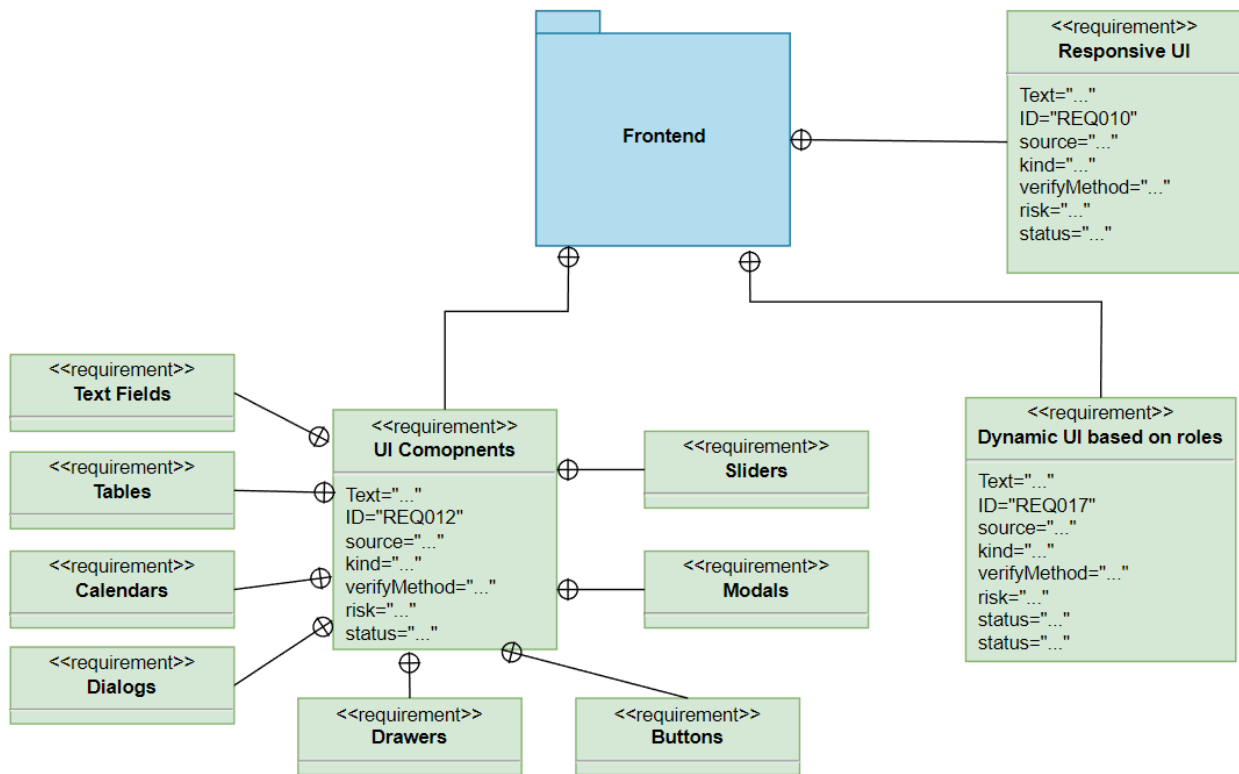 Frontend
<<requirement>>
Responsive UI
Text="..."
ID="REQ010"
source="..."
kind="..."
verifyMethod="..."
risk="..."
status="..."
<<requirement>>
Text Fields
<<requirement>>
Tables
<<requirement>>
Calendars
<<requirement>>
Dialogs
<<requirement>>
UI Comopnents
Text="..."
ID="REQ012"
source="..."
kind="..."
verifyMethod="..."
risk="..."
status="..."
<<requirement>>
Sliders
<<requirement>>
Modals
<<requirement>>
Drawers
<<requirement>>
Buttons
<<requirement>>
Dynamic UI based on roles
Text="..."
ID="REQ017"
source="..."
kind="..."
verifyMethod="..."
risk="..."
status="..."
status="..."